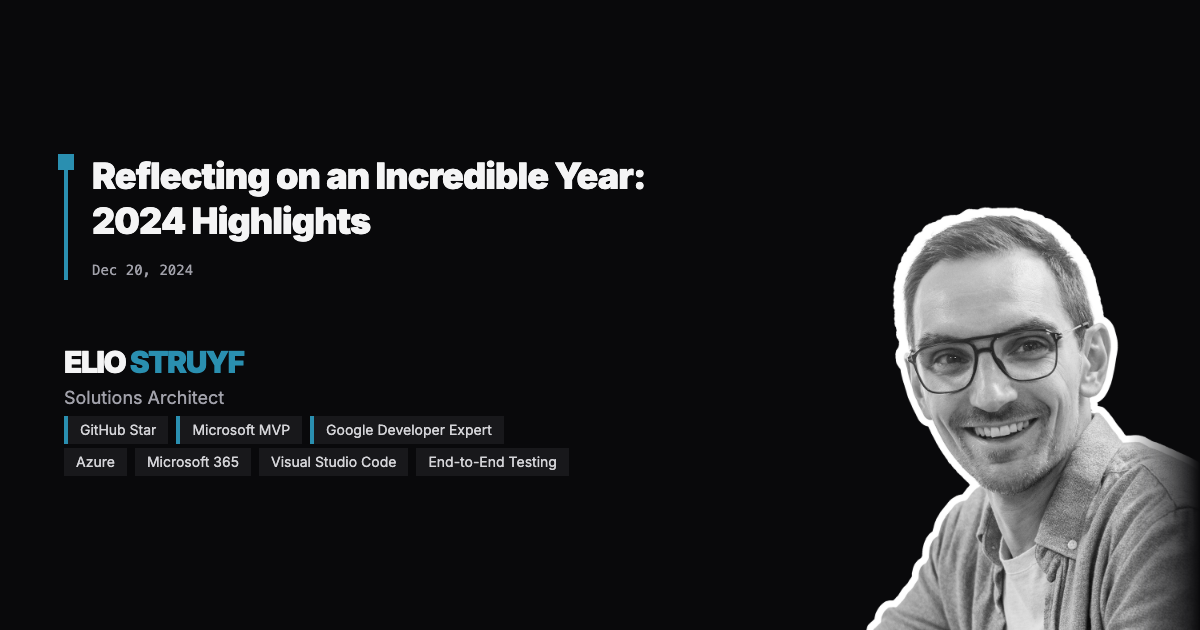 Reflecting on an Incredible Year:
2024 Highlights
Dec 20, 2024
ELIO STRUYF
Solutions Architect
GitHub Star Microsoft MVP Google Developer Expert
Azure Microsoft 365 Visual Studio Code End-to-End Testing